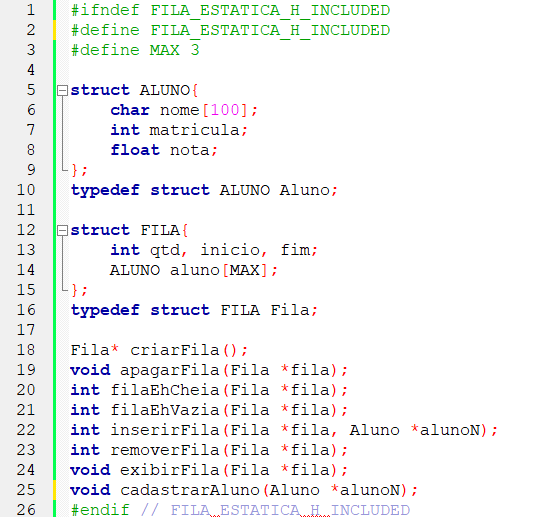 1 #ifndef FILA_ESTATICA_H_INCLUDED
2 #define FILA_ESTATICA_H_INCLUDED
3 #define MAX 3
4
5 struct ALUNO{
6 char nome[100];
7 int matricula;
8 float nota;
9 };
10 typedef struct ALUNO Aluno;
11
12 struct FILA{
13 int qtd, inicio, fim;
14 ALUNO aluno[MAX];
15 };
16 typedef struct FILA Fila;
17
18 Fila* criarFila();
19 void apagarFila(Fila *fila);
20 int filaEhCheia(Fila *fila);
21 int filaEhVazia(Fila *fila);
22 int inserirFila(Fila *fila, Aluno *alunoN);
23 int removerFila(Fila *fila);
24 void exibirFila(Fila *fila);
25 void cadastrarAluno(Aluno *alunoN);
26 #endif // FILA_ESTATICA_H_INCLUDED